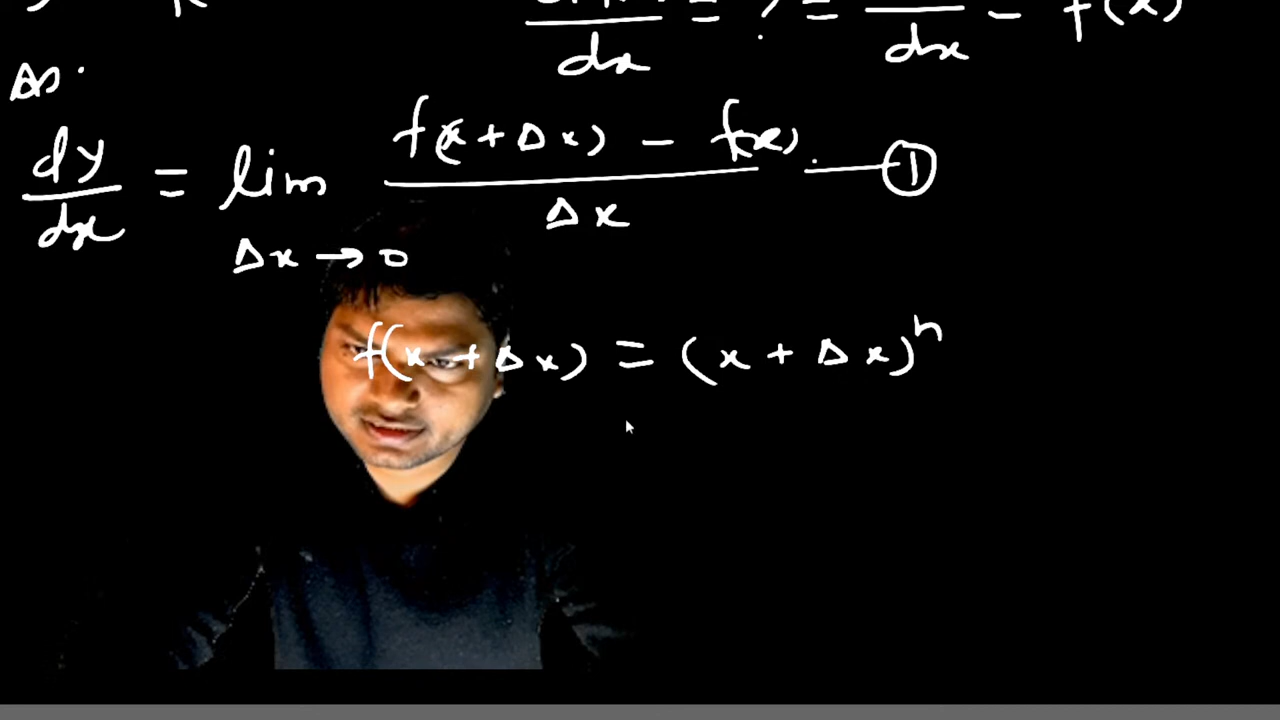 dx = ? = dx = f(x)
As.
dy/dx = lim Δx → 0 f(x + Δx) - f(x) / Δx — ①
f(x + Δx) = (x + Δx)^n